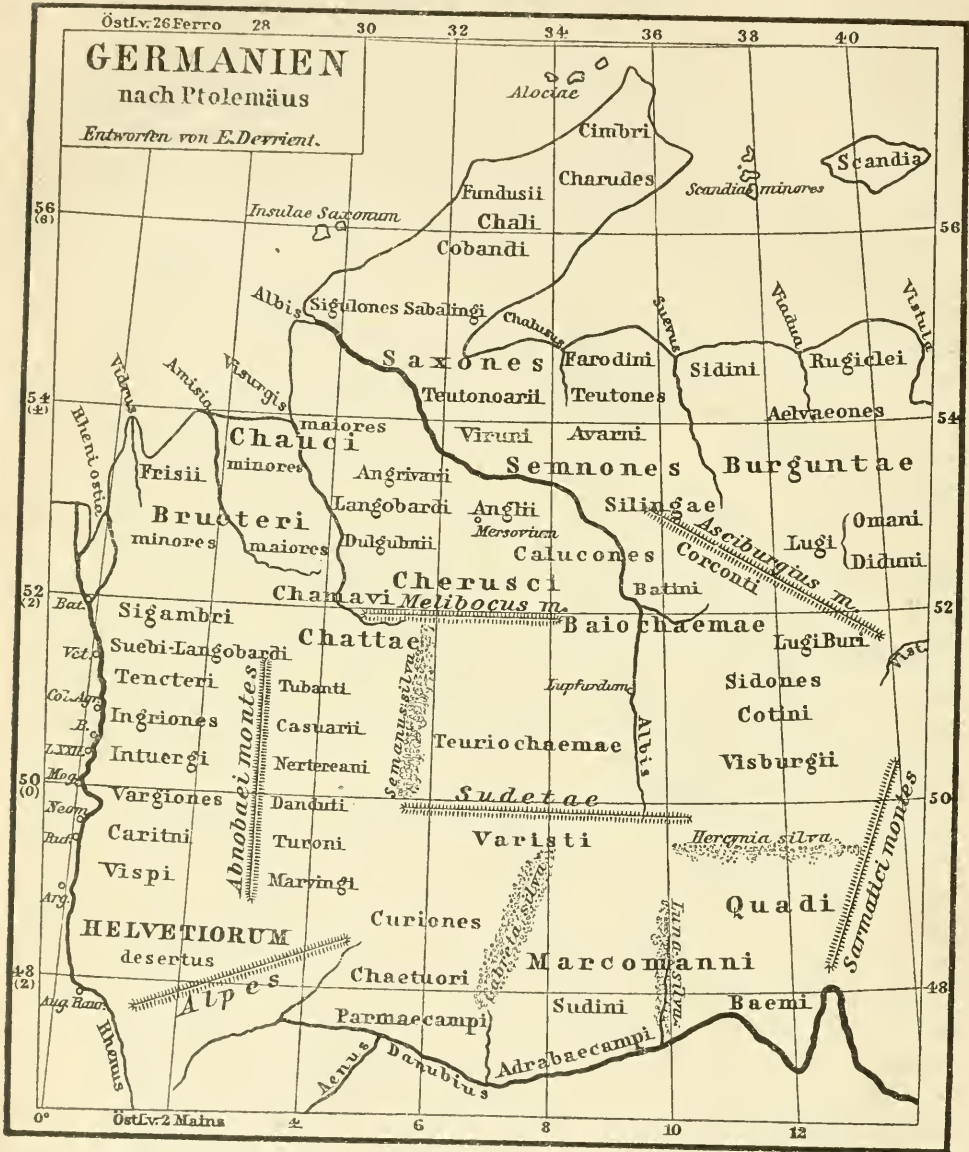 Östl.v.26 Ferro 28 30 32 34 36 38 40
GERMANIEN
nach Ptolemäus
Entworfen von E. Devrient.
Alociae
Cimbri
Charudes
Fundusii
Chali
Cobandi
Scandiae minores
Scandia
Insulae Saxonum
56
(6)
56
Albis
Sigulones Sabalingi
Chalusus
Suevus
Viadua
Vistula
Saxones
Farodini
Sidini
Rugiclei
Teutonoarii
Teutones
Aelvaeones
54
(4)
54
Rheni ostia
Vidrus
Amisia
Visurgis
maiores
Chauci
minores
Viruni
Avarni
Frisii
Angrivarii
Semnones
Burguntae
Langobardi
Anglii
Silingae
Bructeri
minores
maiores
Mersovium
Asciburgius m.
Lugi
Omani
Diduni
Dulgubnii
Calucones
Corconti
Cherusci
Batini
52
(2)
52
Bat.
Chamavi
Melibocus m.
Sigambri
Chattae
Baiochaemae
Lugi Buri
Vist.
Vet.
Suebi-Langobardi
Tencteri
Tubanti
Semanus silva
Lupfurdum
Sidones
Col. Agr.
Cotini
B.
Ingriones
Abnobaei montes
Casuarii
Teuriochaemae
Albis
LXXII.
Intuergi
Nertereani
Visburgii
Mog.
50
(0)
50
Vargiones
Danduti
Sudetae
Neom.
Ruf.
Caritni
Turoni
Varisti
Hercynia silva
Sarmatici montes
Vispi
Marvingi
Arg.
Curiones
Gabreta silva
Luna silva
Quadi
HELVETIORUM
desertus
Chaetuori
Marcomanni
48
(2)
48
Aug. Raur.
Alpes
Parmaecampi
Sudini
Baemi
Rhenus
Aenus
Danubius
Adrabaecampi
0° Östl.v. 2 Mainz 4 6 8 10 12